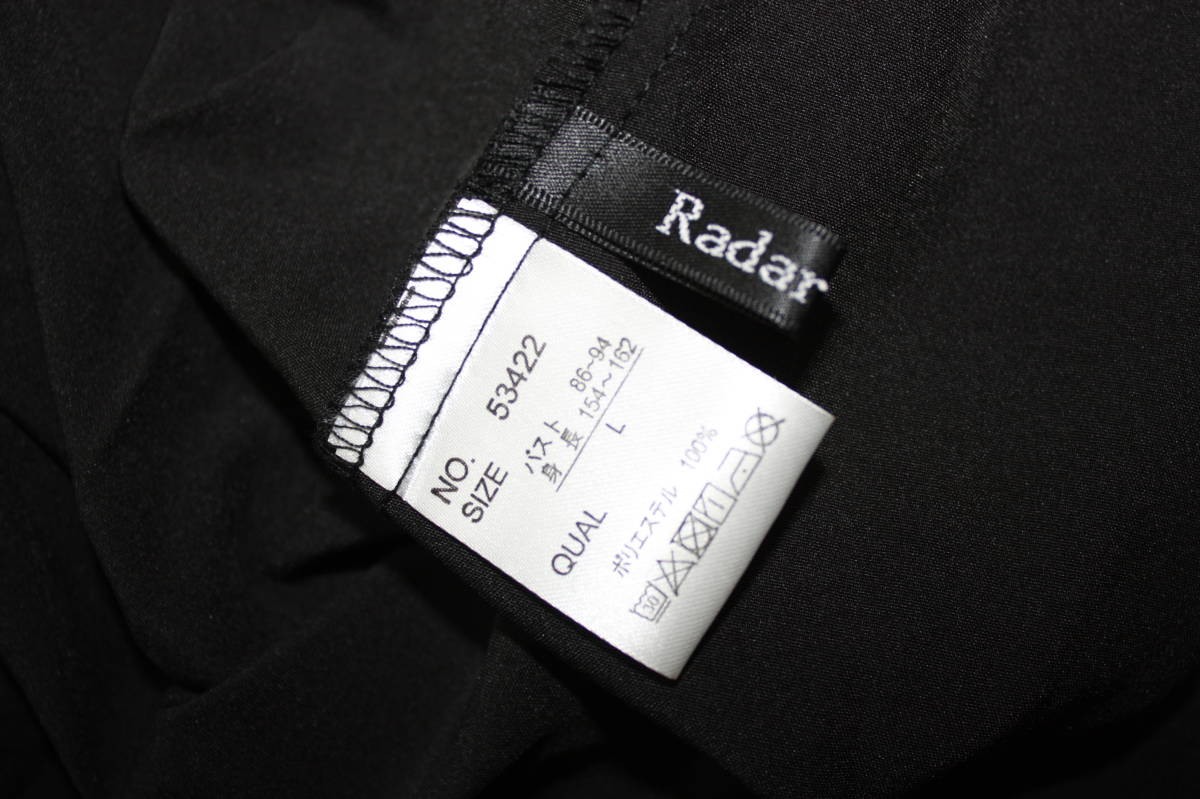 Radar
NO. 53422
SIZE バスト 86~94
身 長 154~162
L
QUAL
ポリエステル 100%
30